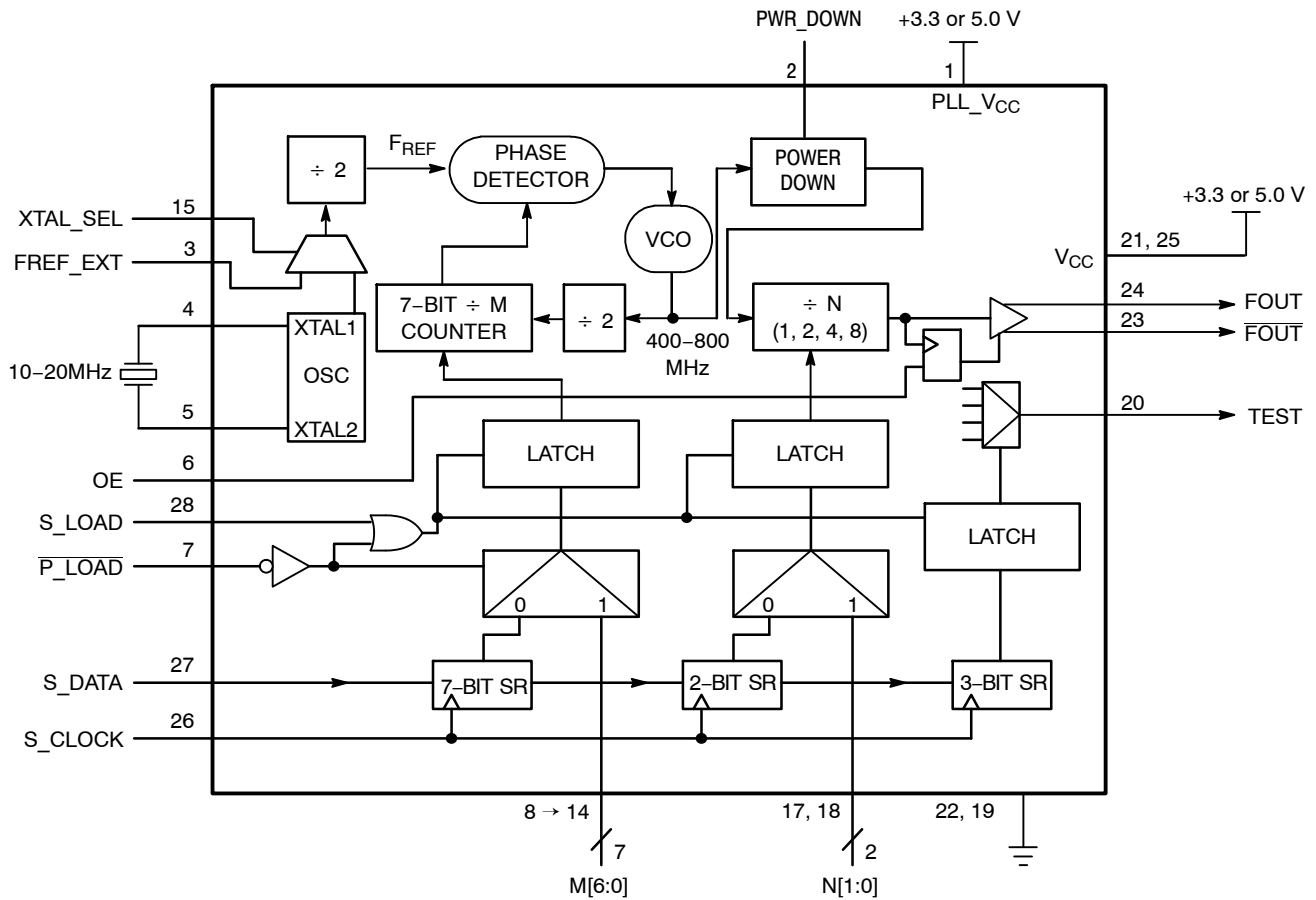 PWR_DOWN
+3.3 or 5.0 V
2
1
PLL_VCC
÷ 2
FREF
PHASE
DETECTOR
POWER
DOWN
XTAL_SEL
15
FREF_EXT
3
VCO
+3.3 or 5.0 V
VCC
21, 25
4
XTAL1
OSC
XTAL2
10−20MHz
5
7−BIT ÷ M
COUNTER
÷ 2
400−800
MHz
÷ N
(1, 2, 4, 8)
24
FOUT
23
FOUT
20
TEST
OE
6
LATCH
LATCH
S_LOAD
28
P_LOAD
7
LATCH
0
1
0
1
S_DATA
27
7−BIT SR
2−BIT SR
3−BIT SR
S_CLOCK
26
8 → 14
17, 18
22, 19
7
2
M[6:0]
N[1:0]